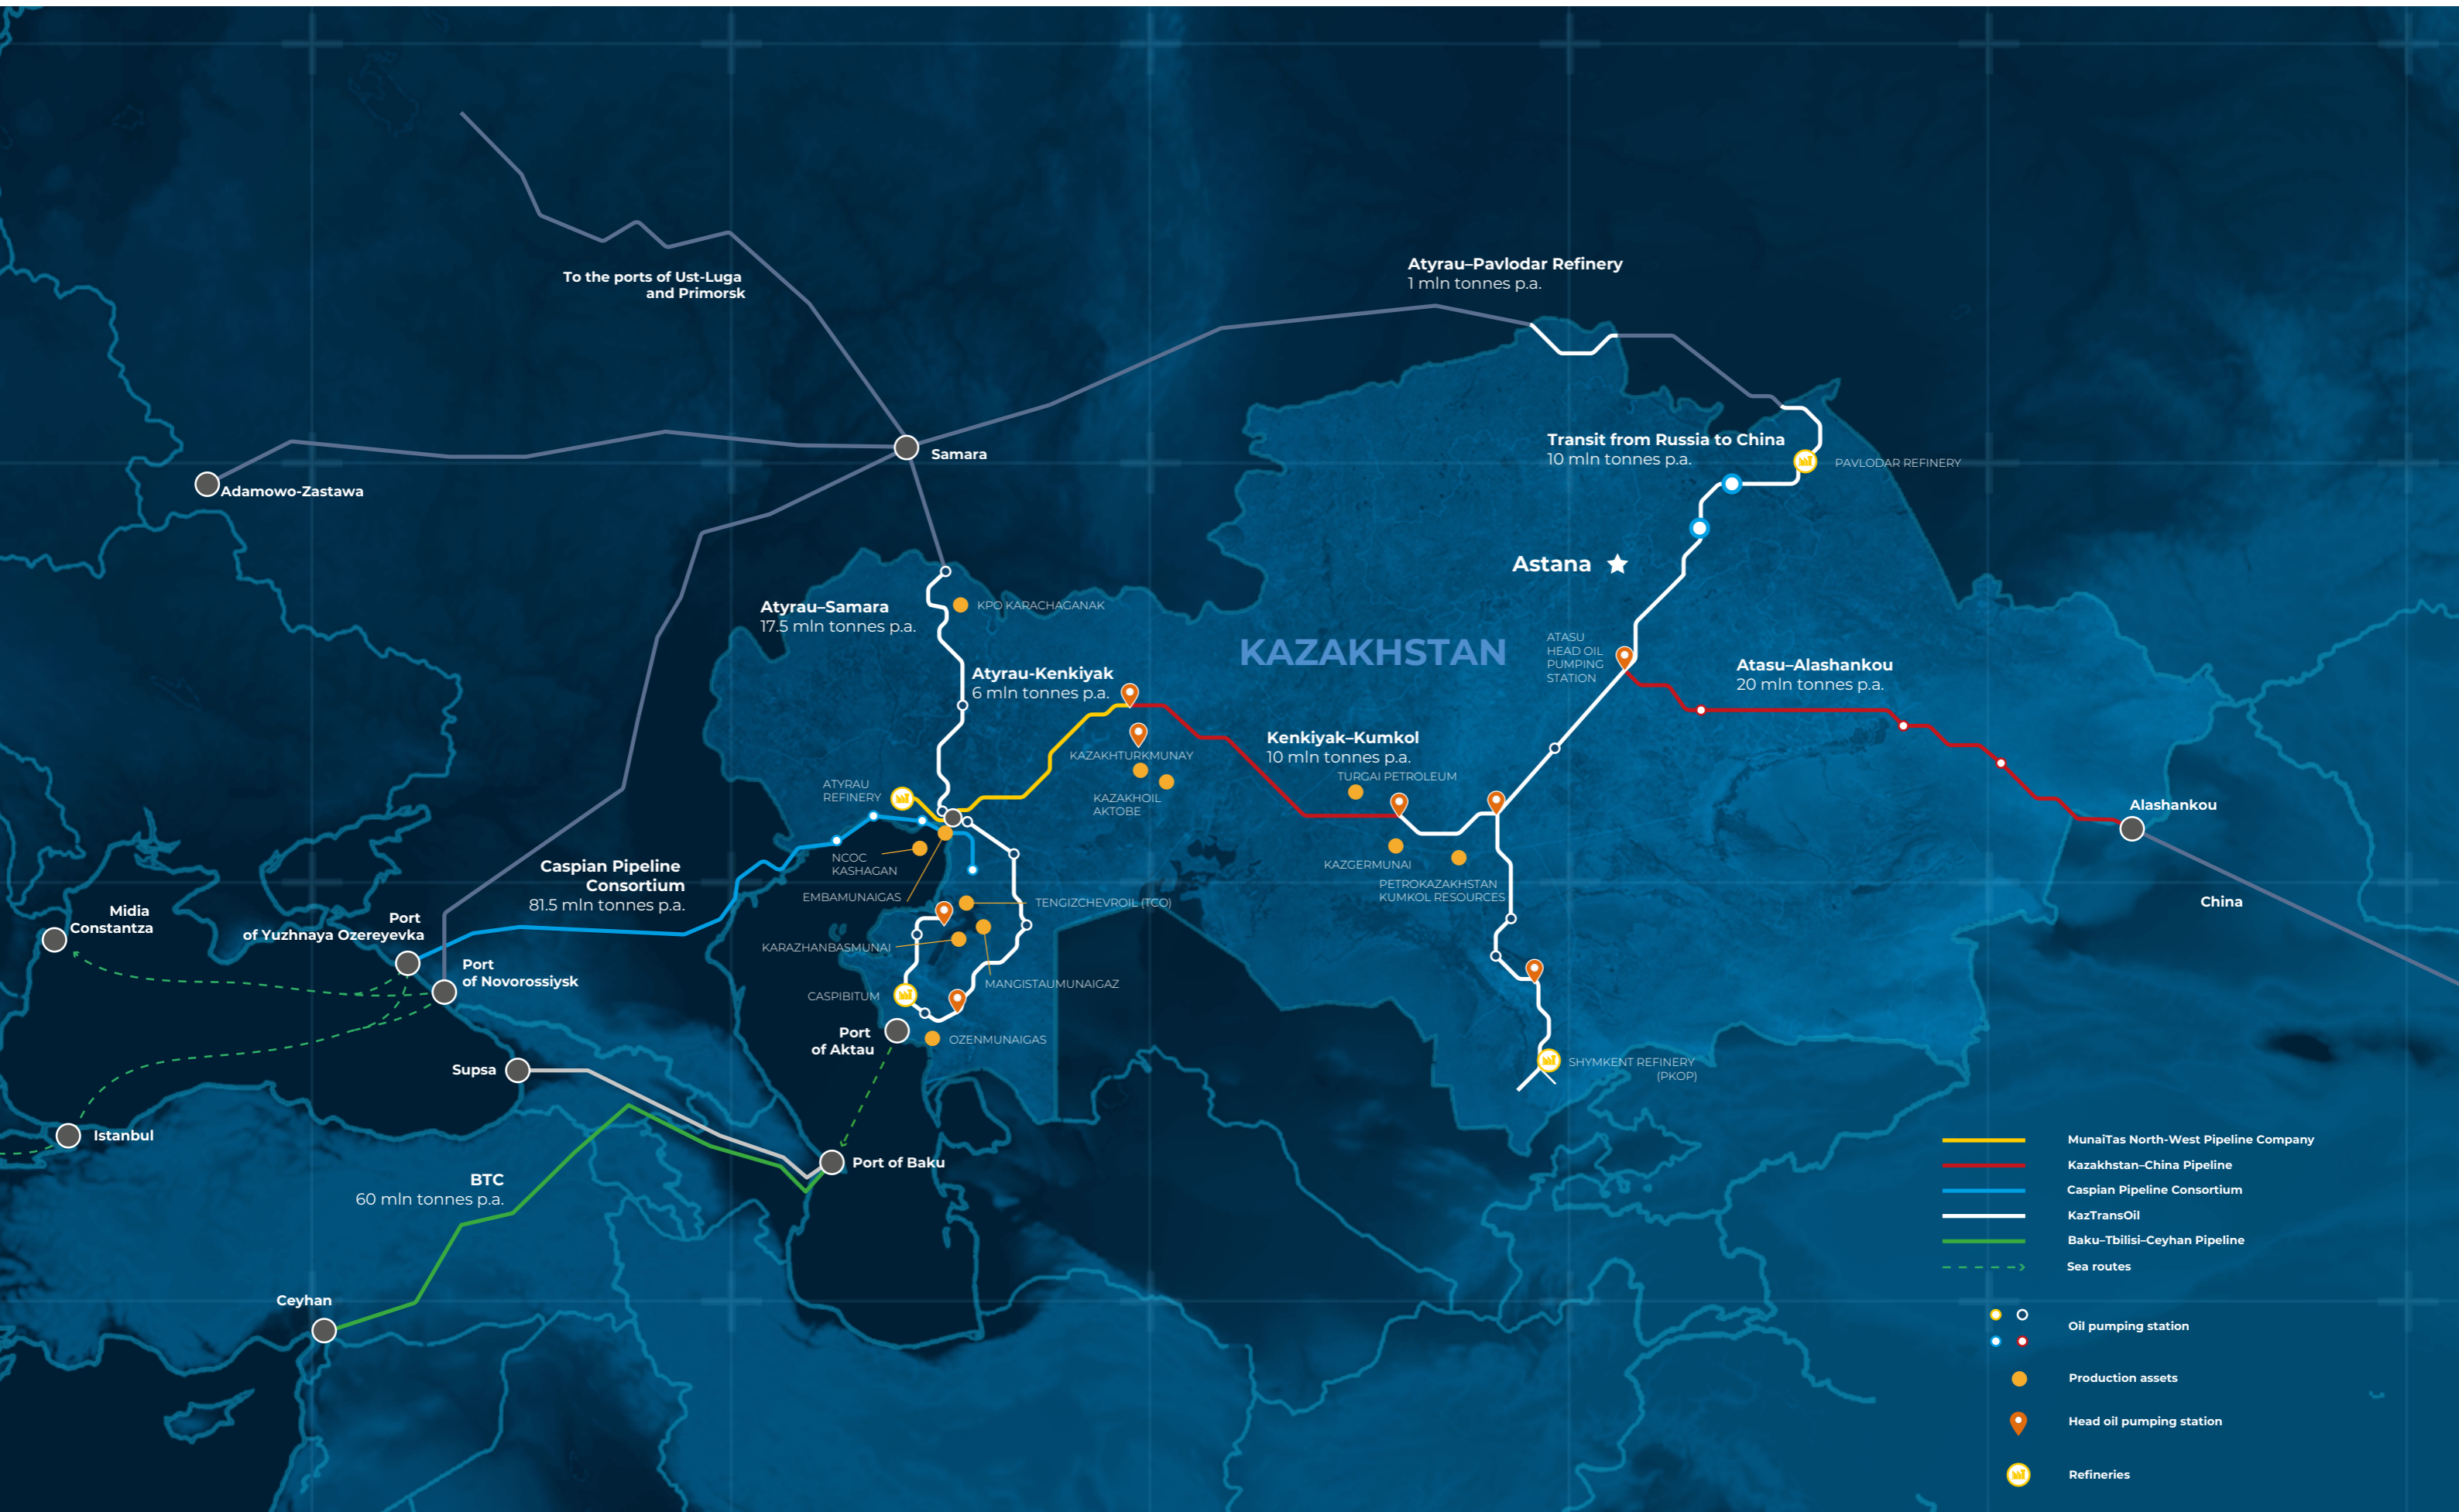 To the ports of Ust-Luga
and Primorsk
Atyrau–Pavlodar Refinery
1 mln tonnes p.a.
Transit from Russia to China
10 mln tonnes p.a.
PAVLODAR REFINERY
Samara
Adamowo-Zastawa
Astana
Atyrau–Samara
17.5 mln tonnes p.a.
KPO KARACHAGANAK
KAZAKHSTAN
ATASU
HEAD OIL
PUMPING
STATION
Atasu–Alashankou
20 mln tonnes p.a.
Atyrau-Kenkiyak
6 mln tonnes p.a.
Kenkiyak–Kumkol
10 mln tonnes p.a.
KAZAKHTURKMUNAY
TURGAI PETROLEUM
ATYRAU
REFINERY
KAZAKHOIL
AKTOBE
Alashankou
NCOC
KASHAGAN
KAZGERMUNAI
Caspian Pipeline
Consortium
81.5 mln tonnes p.a.
EMBAMUNAIGAS
TENGIZCHEVROIL (TCO)
PETROKAZAKHSTAN
KUMKOL RESOURCES
China
Midia
Constantza
Port
of Yuzhnaya Ozereyevka
KARAZHANBASMUNAI
Port
of Novorossiysk
MANGISTAUMUNAIGAZ
CASPIBITUM
Port
of Aktau
OZENMUNAIGAS
Supsa
SHYMKENT REFINERY
(PKOP)
Istanbul
Port of Baku
BTC
60 mln tonnes p.a.
Ceyhan
MunaiTas North-West Pipeline Company
Kazakhstan–China Pipeline
Caspian Pipeline Consortium
KazTransOil
Baku–Tbilisi–Ceyhan Pipeline
Sea routes
Oil pumping station
Production assets
Head oil pumping station
Refineries